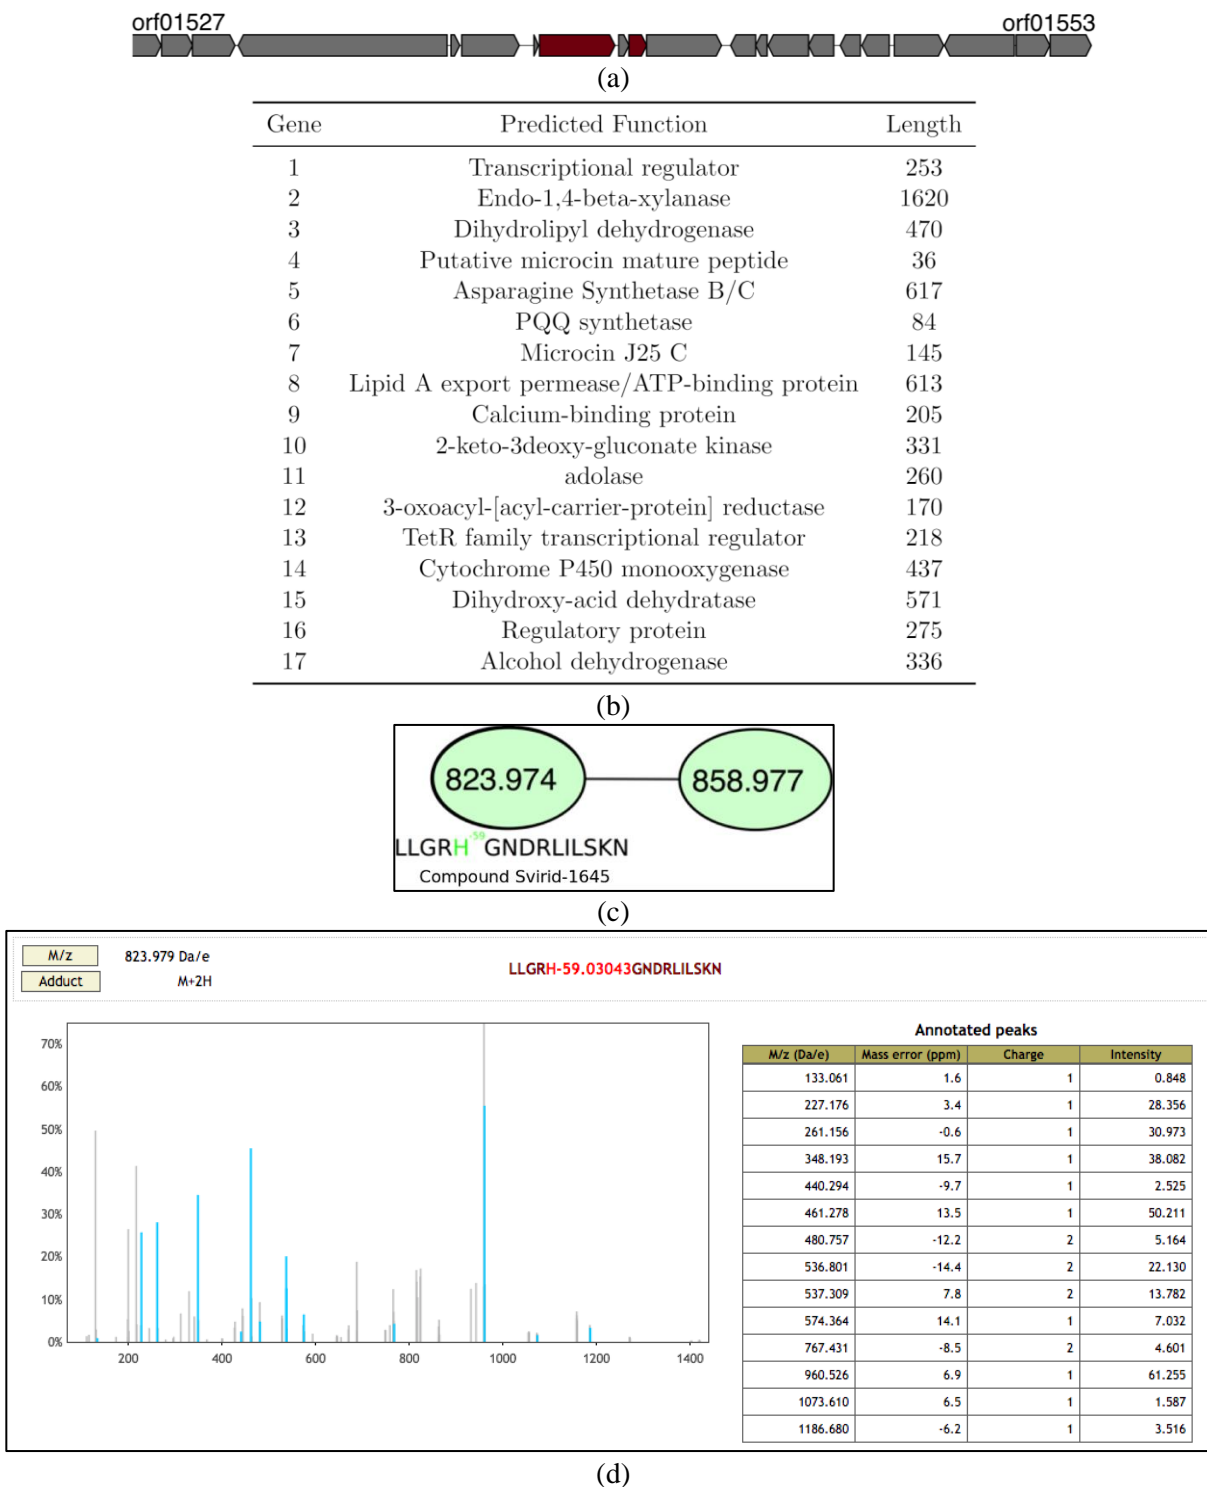 orf01527 orf01553
(a)
Gene Predicted Function Length
1 Transcriptional regulator 253
2 Endo-1,4-beta-xylanase 1620
3 Dihydrolipyl dehydrogenase 470
4 Putative microcin mature peptide 36
5 Asparagine Synthetase B/C 617
6 PQQ synthetase 84
7 Microcin J25 C 145
8 Lipid A export permease/ATP-binding protein 613
9 Calcium-binding protein 205
10 2-keto-3deoxy-gluconate kinase 331
11 adolase 260
12 3-oxoacyl-[acyl-carrier-protein] reductase 170
13 TetR family transcriptional regulator 218
14 Cytochrome P450 monooxygenase 437
15 Dihydroxy-acid dehydratase 571
16 Regulatory protein 275
17 Alcohol dehydrogenase 336
(b)
823.974 858.977
LLGRH-59GNDRLILSKN
Compound Svirid-1645
(c)
M/z 823.979 Da/e LLGRH-59.03043GNDRLILSKN
Adduct M+2H
Annotated peaks
M/z (Da/e) Mass error (ppm) Charge Intensity
133.061 1.6 1 0.848
227.176 3.4 1 28.356
261.156 -0.6 1 30.973
348.193 15.7 1 38.082
440.294 -9.7 1 2.525
461.278 13.5 1 50.211
480.757 -12.2 2 5.164
536.801 -14.4 2 22.130
537.309 7.8 2 13.782
574.364 14.1 1 7.032
767.431 -8.5 2 4.601
960.526 6.9 1 61.255
1073.610 6.5 1 1.587
1186.680 -6.2 1 3.516
70%
60%
50%
40%
30%
20%
10%
0%
200 400 600 800 1000 1200 1400
(d)